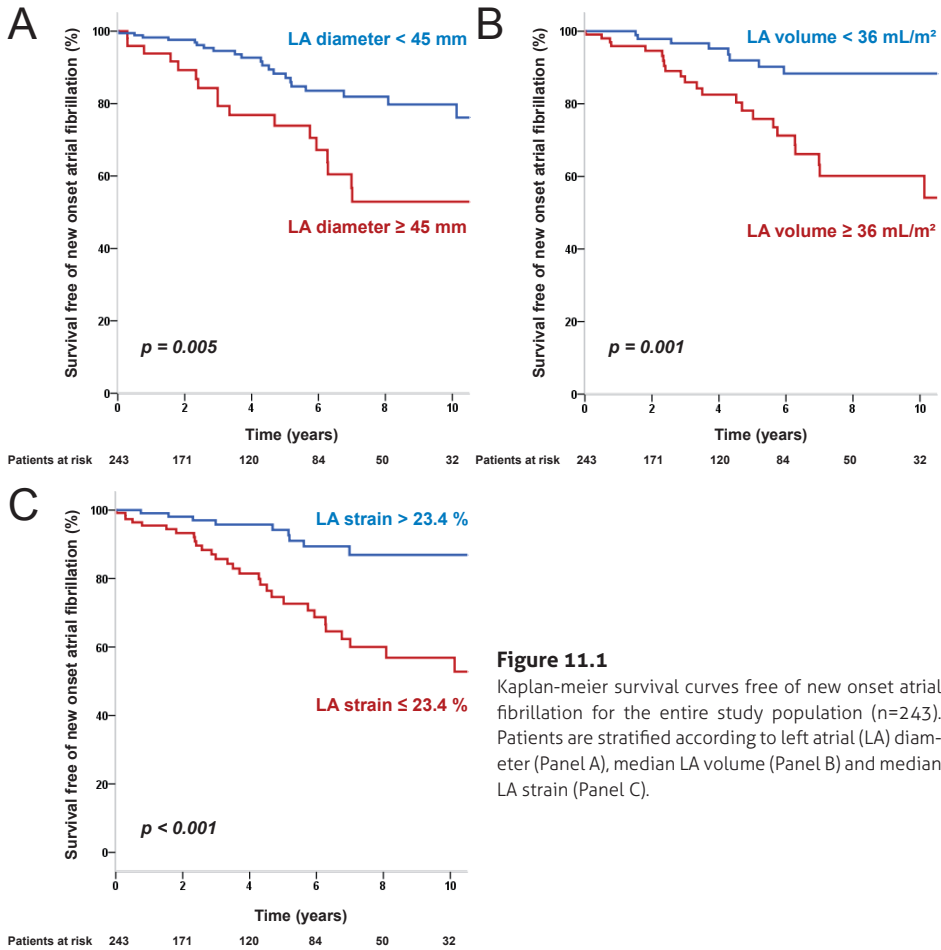 A
Survival free of new onset atrial fibrillation (%)
100
80
60
40
20
0
LA diameter < 45 mm
LA diameter ≥ 45 mm
p = 0.005
0 2 4 6 8 10
Time (years)
Patients at risk 243 171 120 84 50 32
B
Survival free of new onset atrial fibrillation (%)
100
80
60
40
20
0
LA volume < 36 mL/m²
LA volume ≥ 36 mL/m²
p = 0.001
0 2 4 6 8 10
Time (years)
Patients at risk 243 171 120 84 50 32
C
Survival free of new onset atrial fibrillation (%)
100
80
60
40
20
0
LA strain > 23.4 %
LA strain ≤ 23.4 %
p < 0.001
0 2 4 6 8 10
Time (years)
Patients at risk 243 171 120 84 50 32
Figure 11.1
Kaplan-meier survival curves free of new onset atrial
fibrillation for the entire study population (n=243).
Patients are stratified according to left atrial (LA) diam-
eter (Panel A), median LA volume (Panel B) and median
LA strain (Panel C).